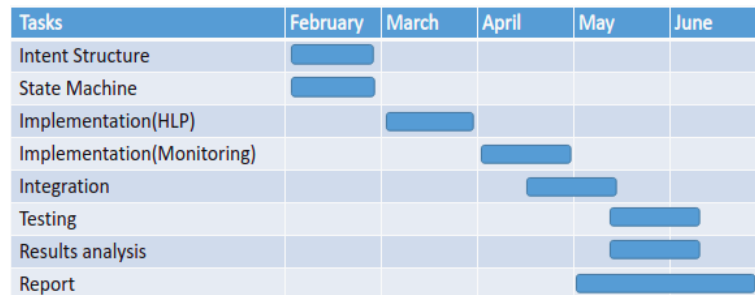 Tasks February March April May June
Intent Structure
State Machine
Implementation(HLP)
Implementation(Monitoring)
Integration
Testing
Results analysis
Report